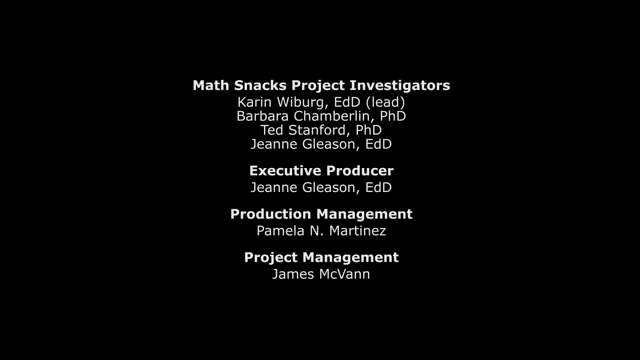 Math Snacks Project Investigators
Karin Wiburg, EdD (lead)
Barbara Chamberlin, PhD
Ted Stanford, PhD
Jeanne Gleason, EdD
Executive Producer
Jeanne Gleason, EdD
Production Management
Pamela N. Martinez
Project Management
James McVann